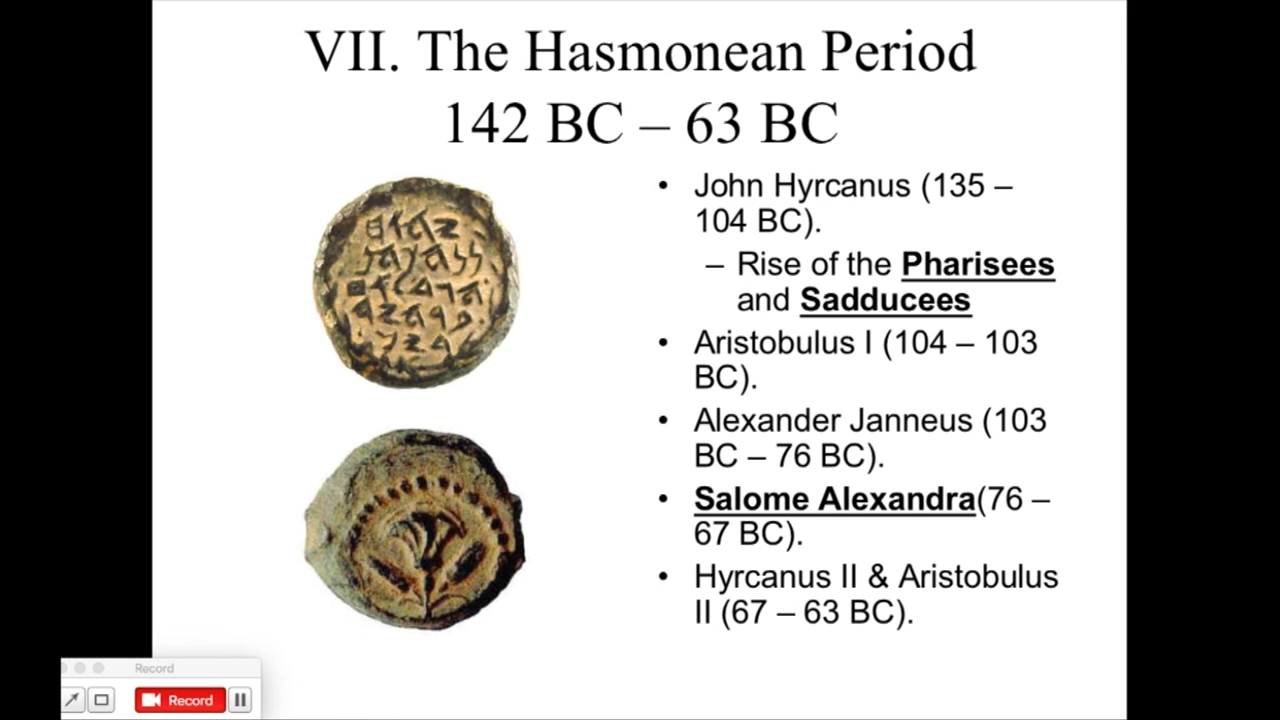 VII. The Hasmonean Period
142 BC – 63 BC
• John Hyrcanus (135 –
104 BC).
– Rise of the Pharisees
and Sadducees
• Aristobulus I (104 – 103
BC).
• Alexander Janneus (103
BC – 76 BC).
• Salome Alexandra(76 –
67 BC).
• Hyrcanus II & Aristobulus
II (67 – 63 BC).
Record
Record